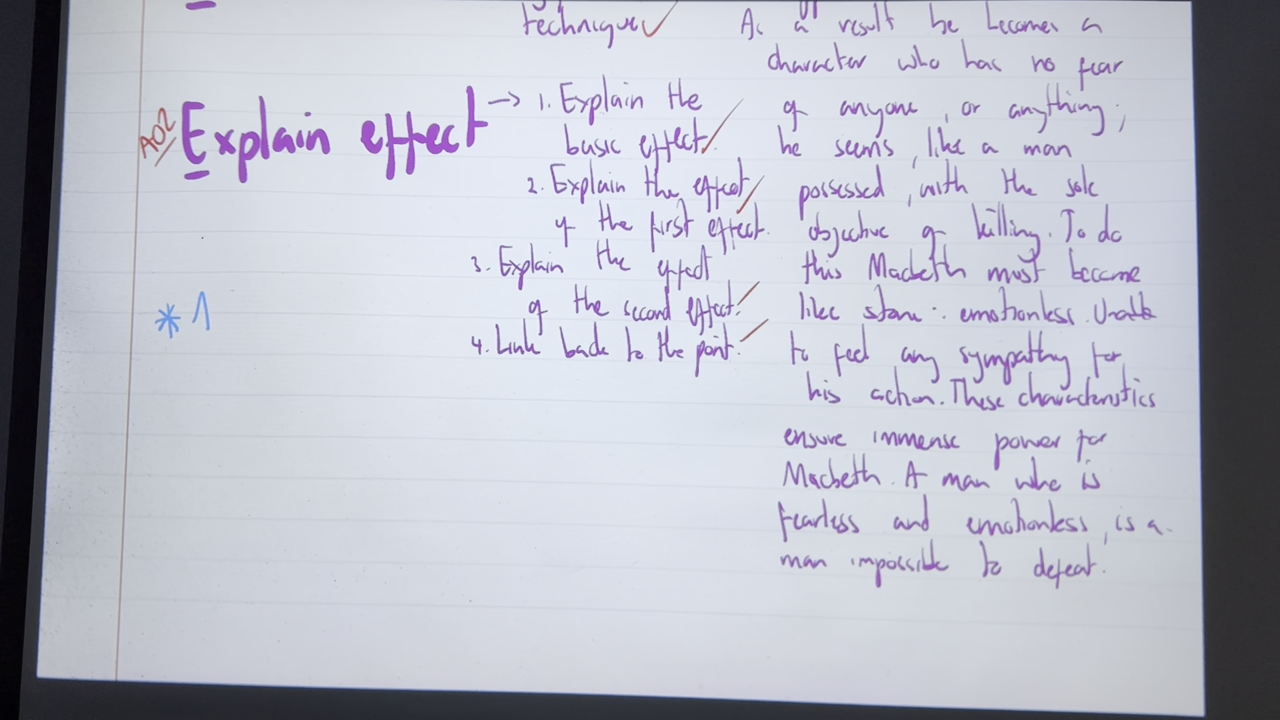 technique ✓
AO2
Explain effect → 1. Explain the
basic effect. ✓
2. Explain the effect
of the first effect. ✓
3. Explain the effect
of the second effect. ✓
4. Link back to the point. ✓
* 1
As a result he becomes a
character who has no fear
of anyone, or anything;
he seems, like a man
possessed, with the sole
objective of killing. To do
this Macbeth must become
like stone: emotionless. Unable
to feel any sympathy for
his action. These characteristics
ensure immense power for
Macbeth. A man who is
fearless and emotionless, is a
man impossible to defeat.